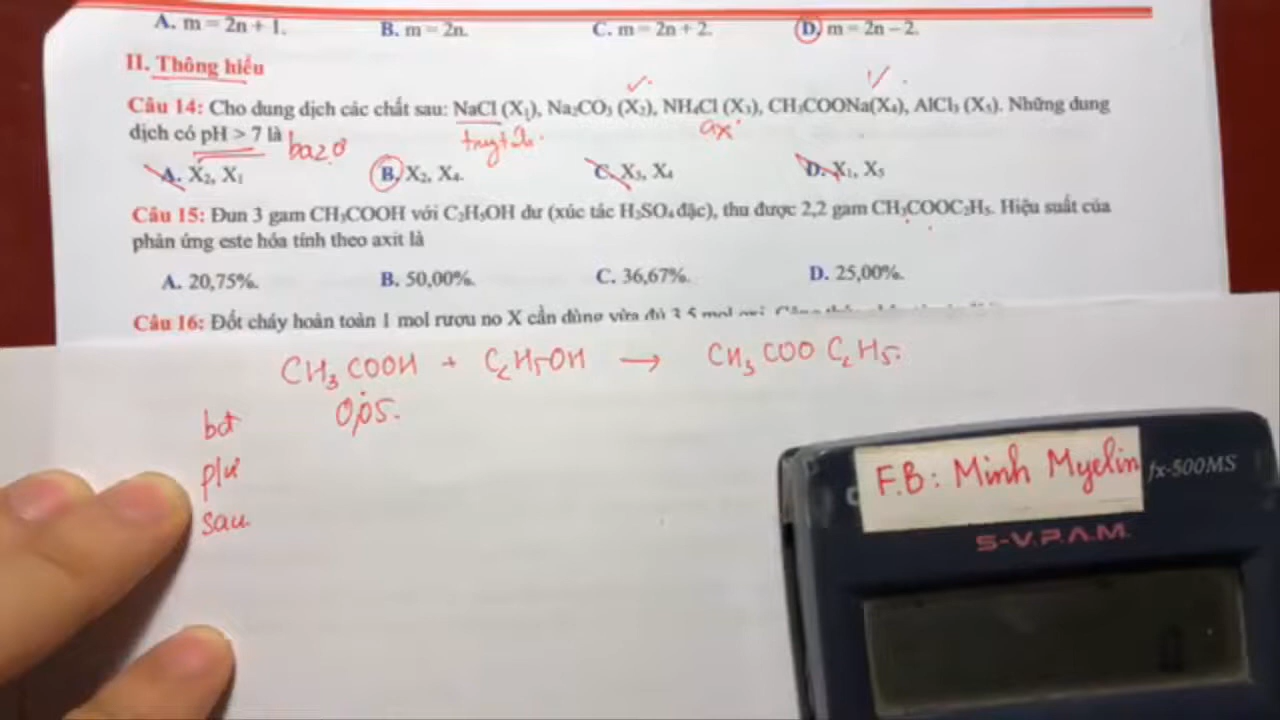 A. m = 2n + 1. B. m = 2n. C. m = 2n + 2. D. m = 2n – 2.
II. Thông hiểu
Câu 14: Cho dung dịch các chất sau: NaCl (X₁), Na₂CO₃ (X₂), NH₄Cl (X₃), CH₃COONa(X₄), AlCl₃ (X₅). Những dung
dịch có pH > 7 là
bazơ
ax
A. X₂, X₁ B. X₂, X₄. C. X₃, X₄ D. X₁, X₅
Câu 15: Đun 3 gam CH₃COOH với C₂H₅OH dư (xúc tác H₂SO₄ đặc), thu được 2,2 gam CH₃COOC₂H₅. Hiệu suất của
phản ứng este hóa tính theo axit là
A. 20,75%. B. 50,00%. C. 36,67%. D. 25,00%.
Câu 16: Đốt cháy hoàn toàn 1 mol rượu no X cần dùng vừa đủ 3,5 mol oxi.
CH₃COOH + C₂H₅OH → CH₃COOC₂H₅.
0,05.
bđ
plư
sau
F.B: Minh Myelin
fx-500MS
S-V.P.A.M.